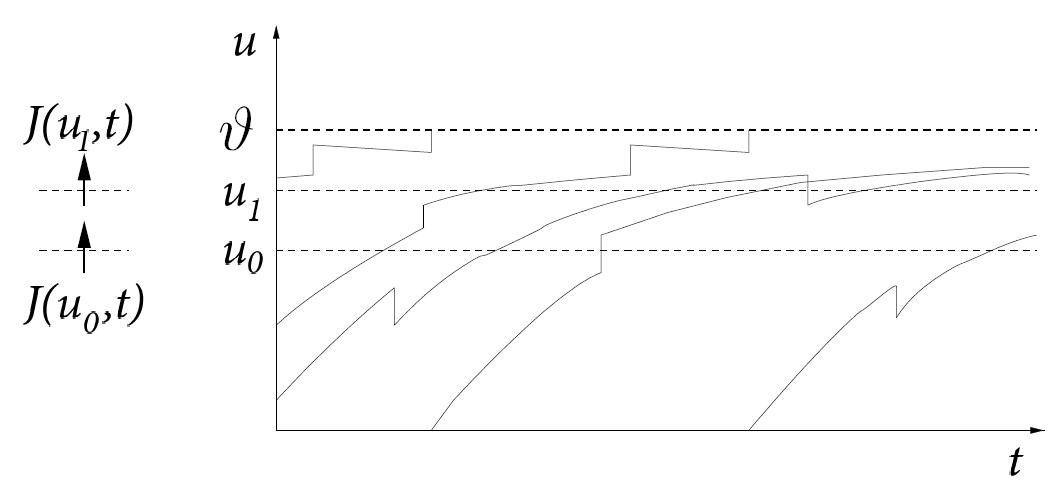 u
J(u₁,t)
ϑ
u₁
u₀
J(u₀,t)
t